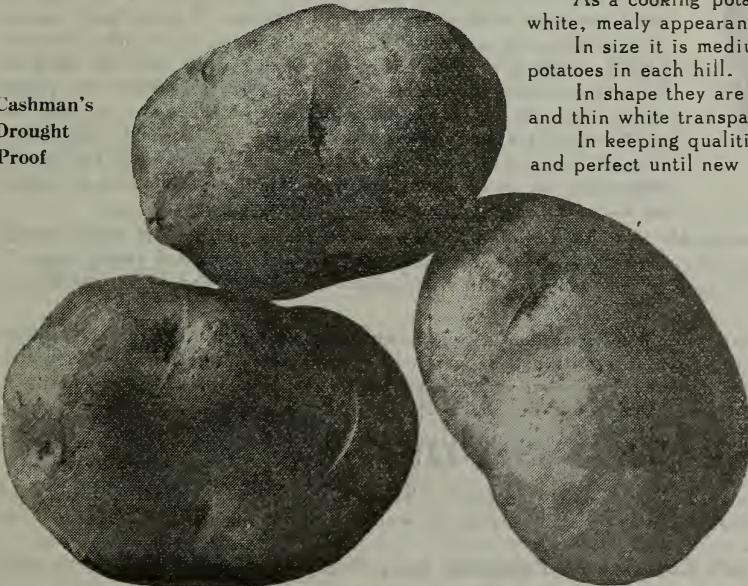 Cashman's
Drought
Proof
As a cooking pota
white, mealy appearan
In size it is mediu
potatoes in each hill.
In shape they are
and thin white transpa
In keeping qualiti
and perfect until new